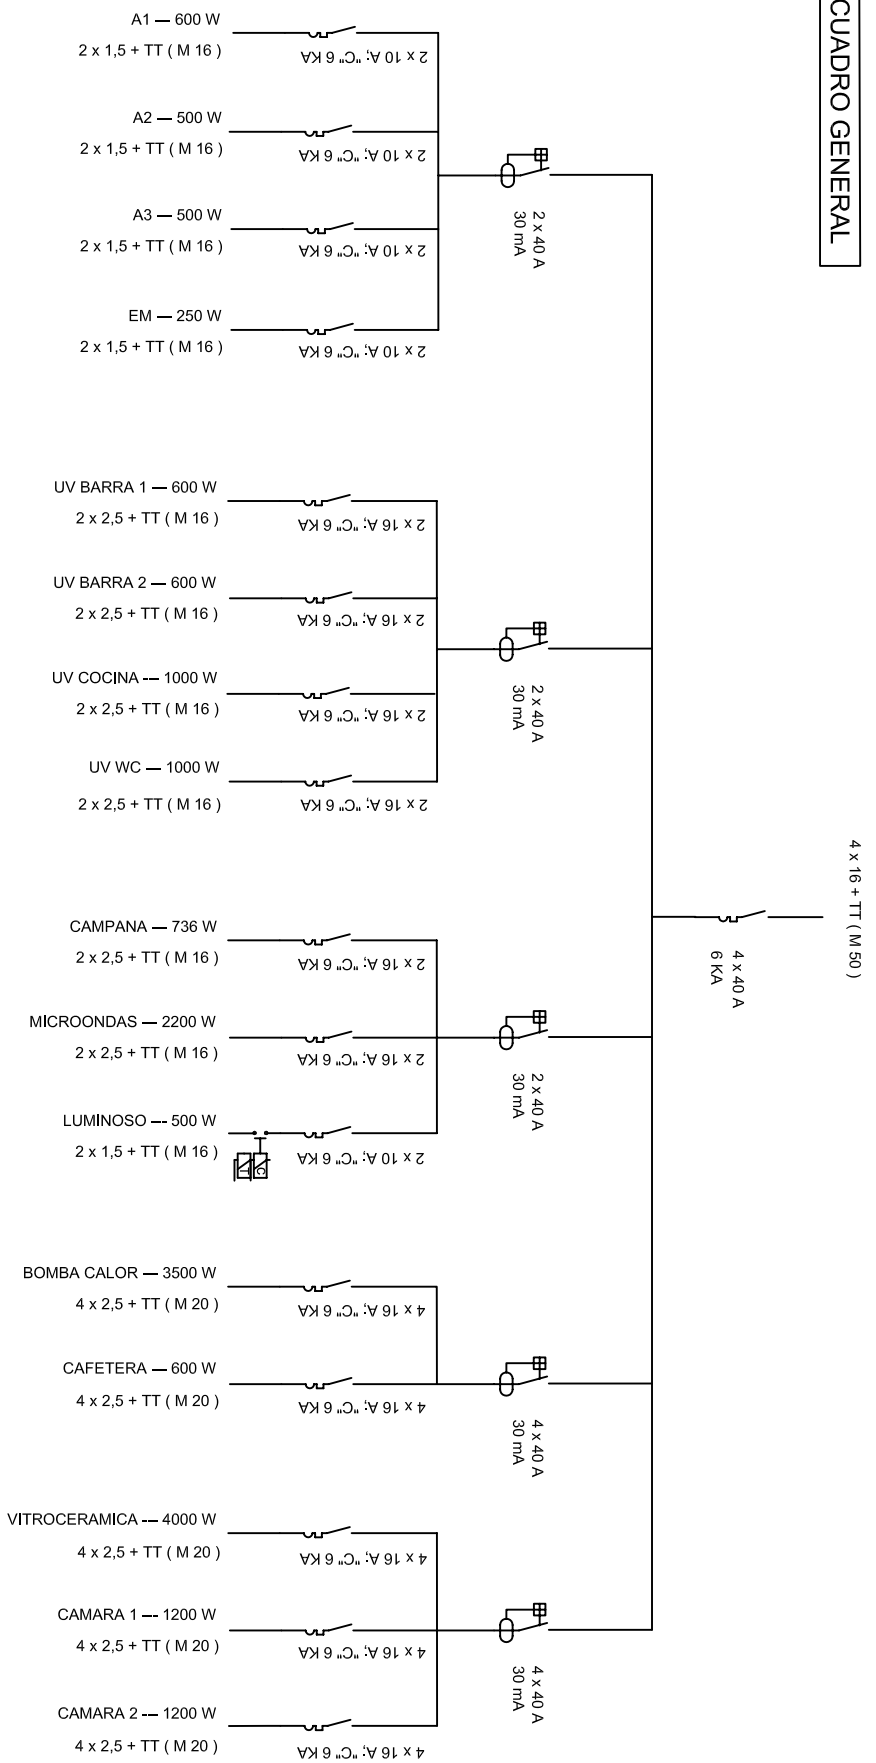 CUADRO GENERAL
4 x 16 + TT ( M 50 )
4 x 40 A
6 KA
2 x 40 A
30 mA
A1 — 600 W
2 x 1,5 + TT ( M 16 )
2 x 10 A; "C" 6 KA
A2 — 500 W
2 x 1,5 + TT ( M 16 )
2 x 10 A; "C" 6 KA
A3 — 500 W
2 x 1,5 + TT ( M 16 )
2 x 10 A; "C" 6 KA
EM — 250 W
2 x 1,5 + TT ( M 16 )
2 x 10 A; "C" 6 KA
2 x 40 A
30 mA
UV BARRA 1 — 600 W
2 x 2,5 + TT ( M 16 )
2 x 16 A; "C" 6 KA
UV BARRA 2 — 600 W
2 x 2,5 + TT ( M 16 )
2 x 16 A; "C" 6 KA
UV COCINA --- 1000 W
2 x 2,5 + TT ( M 16 )
2 x 16 A; "C" 6 KA
UV WC — 1000 W
2 x 2,5 + TT ( M 16 )
2 x 16 A; "C" 6 KA
2 x 40 A
30 mA
CAMPANA — 736 W
2 x 2,5 + TT ( M 16 )
2 x 16 A; "C" 6 KA
MICROONDAS — 2200 W
2 x 2,5 + TT ( M 16 )
2 x 16 A; "C" 6 KA
LUMINOSO --- 500 W
2 x 1,5 + TT ( M 16 )
2 x 10 A; "C" 6 KA
T
C
4 x 40 A
30 mA
BOMBA CALOR — 3500 W
4 x 2,5 + TT ( M 20 )
4 x 16 A; "C" 6 KA
CAFETERA — 600 W
4 x 2,5 + TT ( M 20 )
4 x 16 A; "C" 6 KA
4 x 40 A
30 mA
VITROCERAMICA --- 4000 W
4 x 2,5 + TT ( M 20 )
4 x 16 A; "C" 6 KA
CAMARA 1 --- 1200 W
4 x 2,5 + TT ( M 20 )
4 x 16 A; "C" 6 KA
CAMARA 2 --- 1200 W
4 x 2,5 + TT ( M 20 )
4 x 16 A; "C" 6 KA